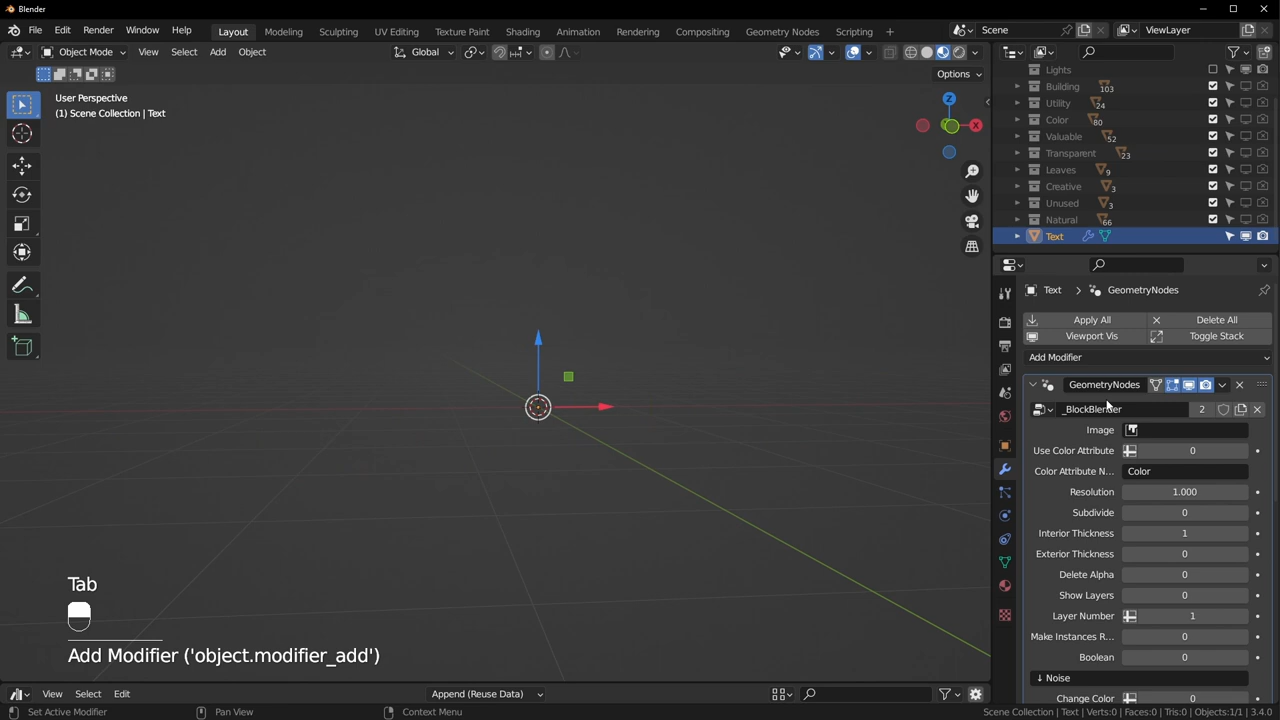 Blender
File Edit Render Window Help Layout Modeling Sculpting UV Editing Texture Paint Shading Animation Rendering Compositing Geometry Nodes Scripting + Scene ViewLayer
Object Mode View Select Add Object Global
Options
User Perspective
(1) Scene Collection | Text
Z
X
Y
Lights
Building 103
Utility 24
Color 80
Valuable 52
Transparent 23
Leaves 9
Creative 3
Unused 3
Natural 66
Text
Text > GeometryNodes
Apply All Delete All
Viewport Vis Toggle Stack
Add Modifier
GeometryNodes
_BlockBlender 2
Image
Use Color Attribute 0
Color Attribute N... Color
Resolution 1.000
Subdivide 0
Interior Thickness 1
Exterior Thickness 0
Delete Alpha 0
Show Layers 0
Layer Number 1
Make Instances R... 0
Boolean 0
↓ Noise
Change Color 0
Tab
Add Modifier ('object.modifier_add')
View Select Edit Append (Reuse Data)
Set Active Modifier Pan View Context Menu Scene Collection | Text | Verts:0 | Faces:0 | Tris:0 | Objects:1/1 | 3.4.0